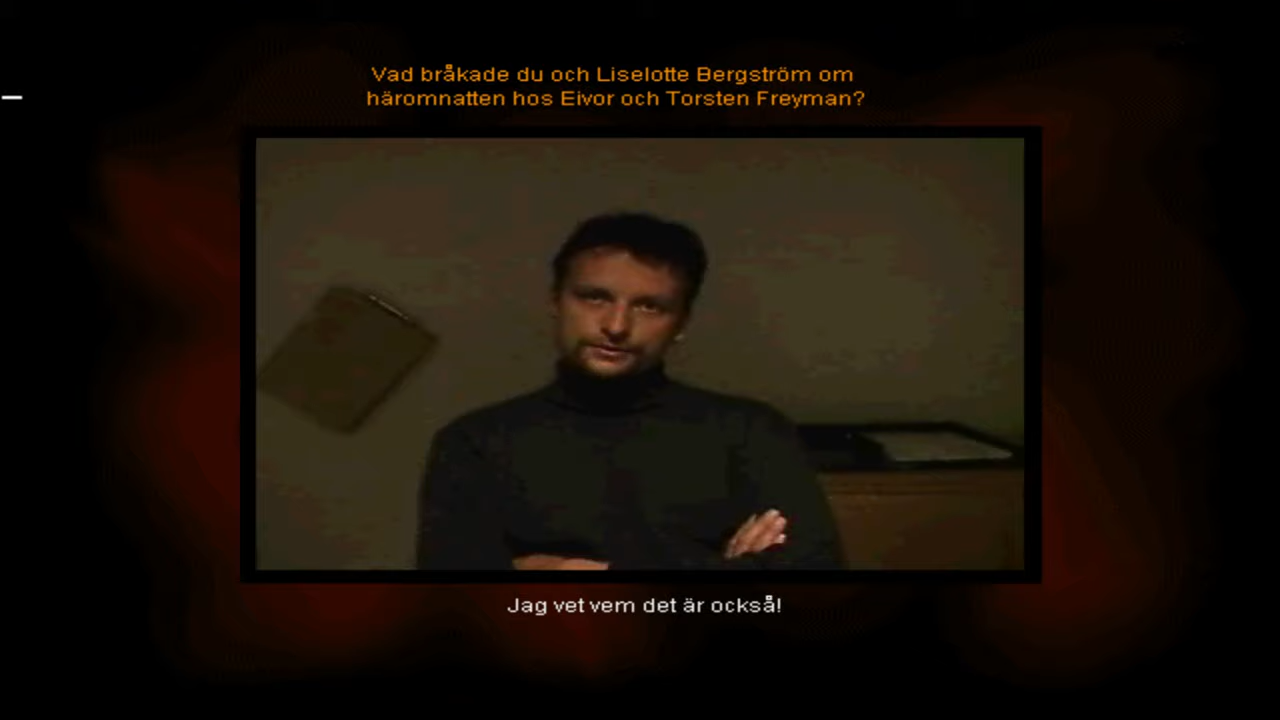 Vad bråkade du och Liselotte Bergström om
häromnatten hos Eivor och Torsten Freyman?
Jag vet vem det är också!